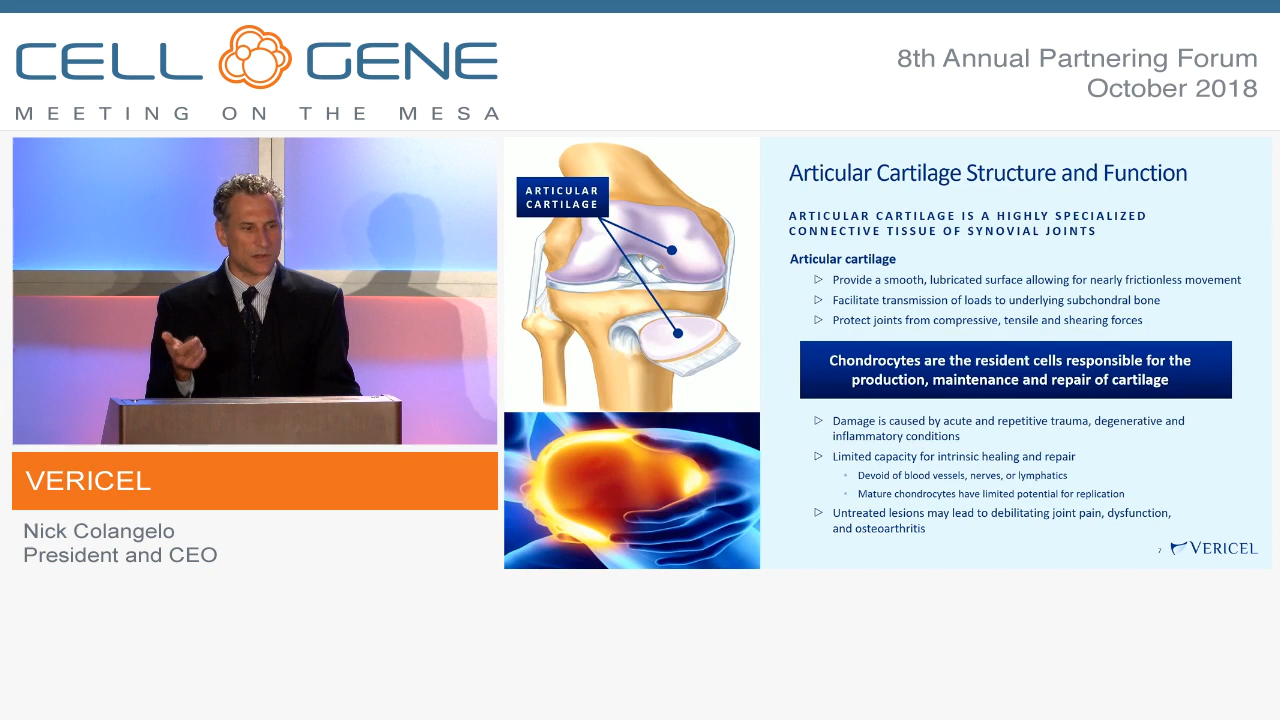 CELL GENE
MEETING ON THE MESA
8th Annual Partnering Forum
October 2018
VERICEL
Nick Colangelo
President and CEO
ARTICULAR
CARTILAGE
Articular Cartilage Structure and Function
ARTICULAR CARTILAGE IS A HIGHLY SPECIALIZED
CONNECTIVE TISSUE OF SYNOVIAL JOINTS
Articular cartilage
Provide a smooth, lubricated surface allowing for nearly frictionless movement
Facilitate transmission of loads to underlying subchondral bone
Protect joints from compressive, tensile and shearing forces
Chondrocytes are the resident cells responsible for the
production, maintenance and repair of cartilage
Damage is caused by acute and repetitive trauma, degenerative and
inflammatory conditions
Limited capacity for intrinsic healing and repair
Devoid of blood vessels, nerves, or lymphatics
Mature chondrocytes have limited potential for replication
Untreated lesions may lead to debilitating joint pain, dysfunction,
and osteoarthritis
7 VERICEL